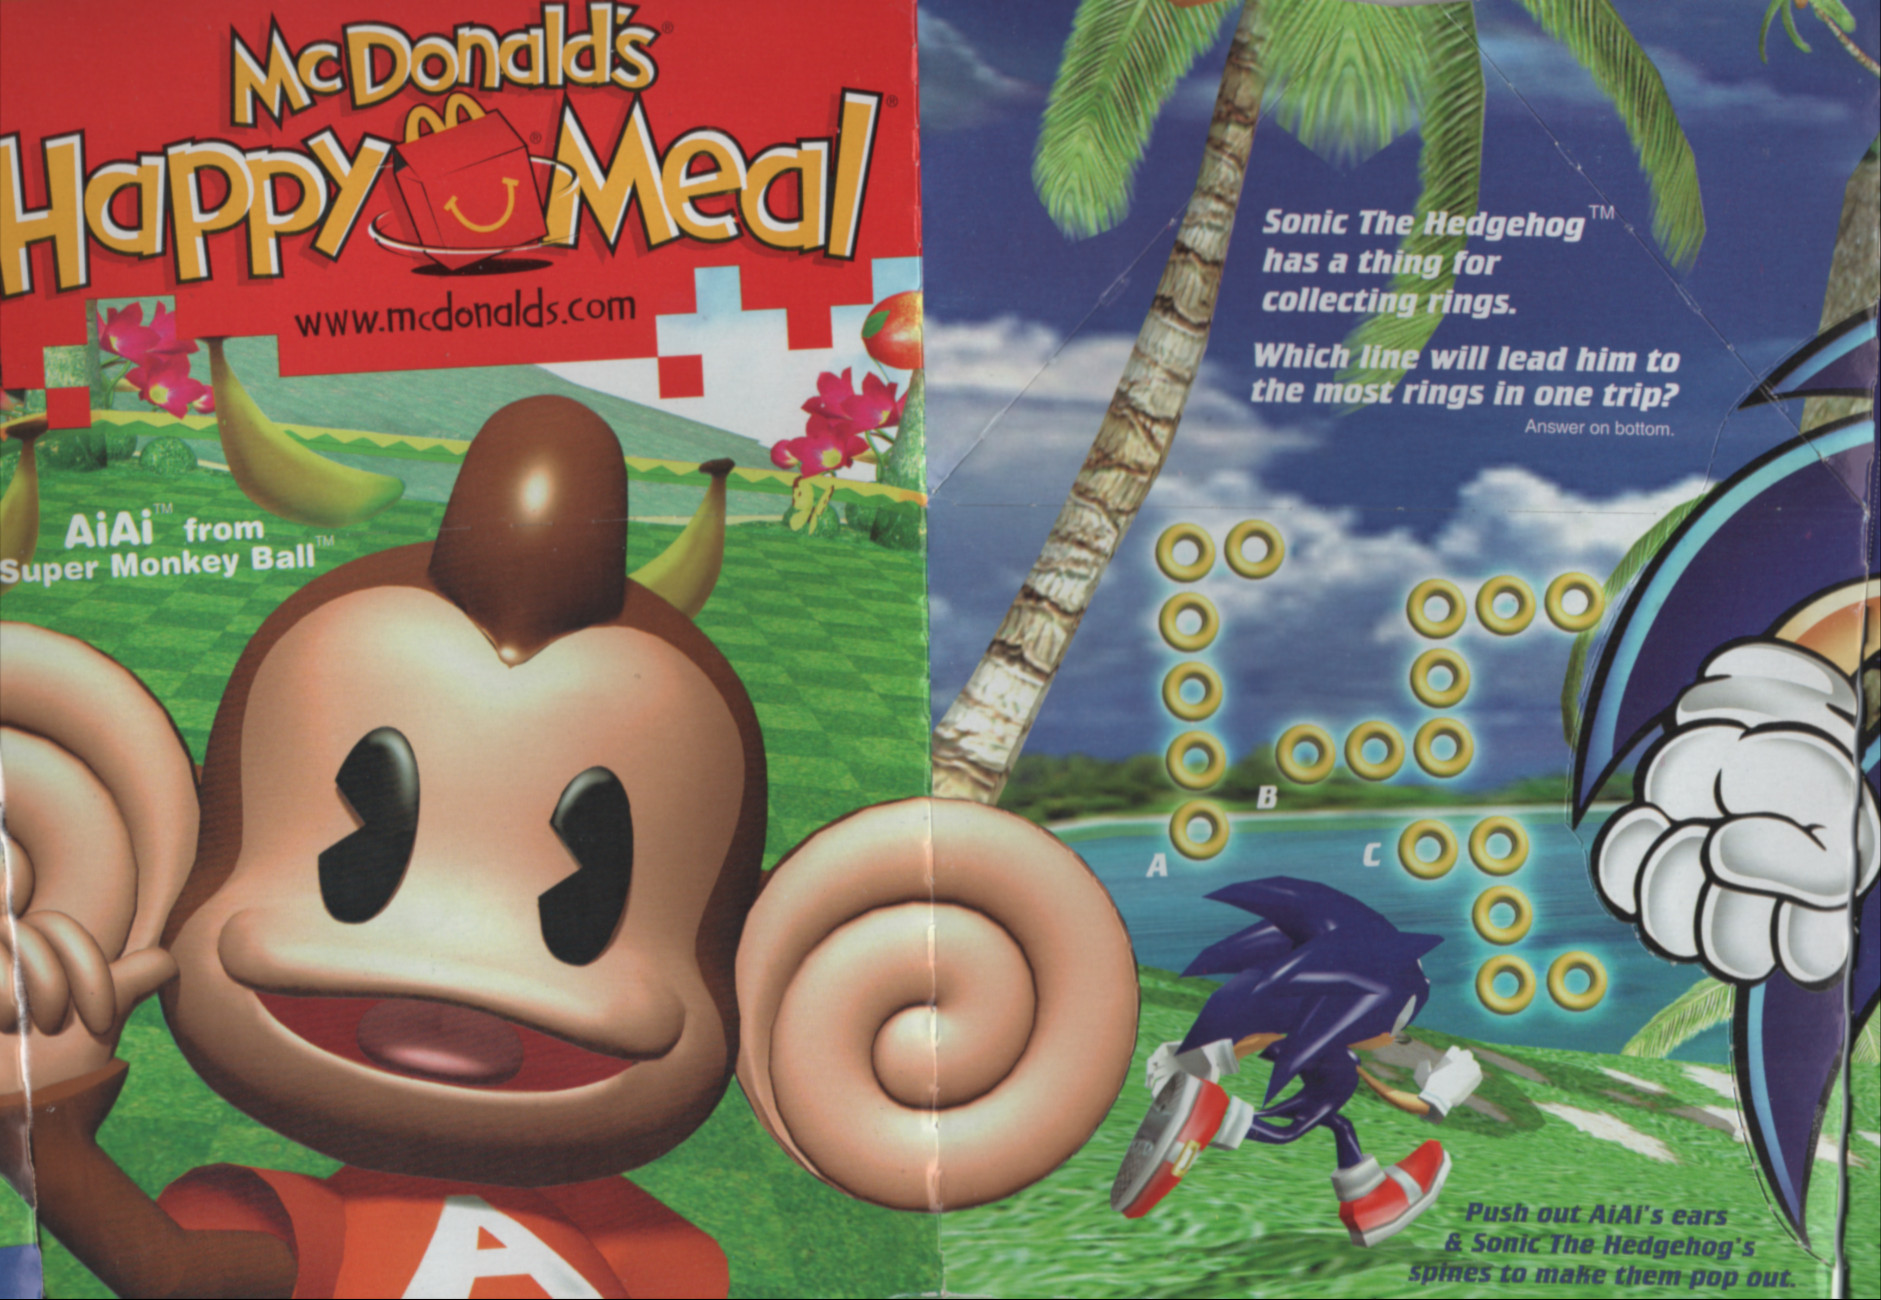 McDonald's®
Happy Meal®
www.mcdonalds.com
AiAi™ from
Super Monkey Ball™
A
Sonic The Hedgehog™
has a thing for
collecting rings.
Which line will lead him to
the most rings in one trip?
Answer on bottom.
B
A
C
Push out AiAi's ears
& Sonic The Hedgehog's
spines to make them pop out.